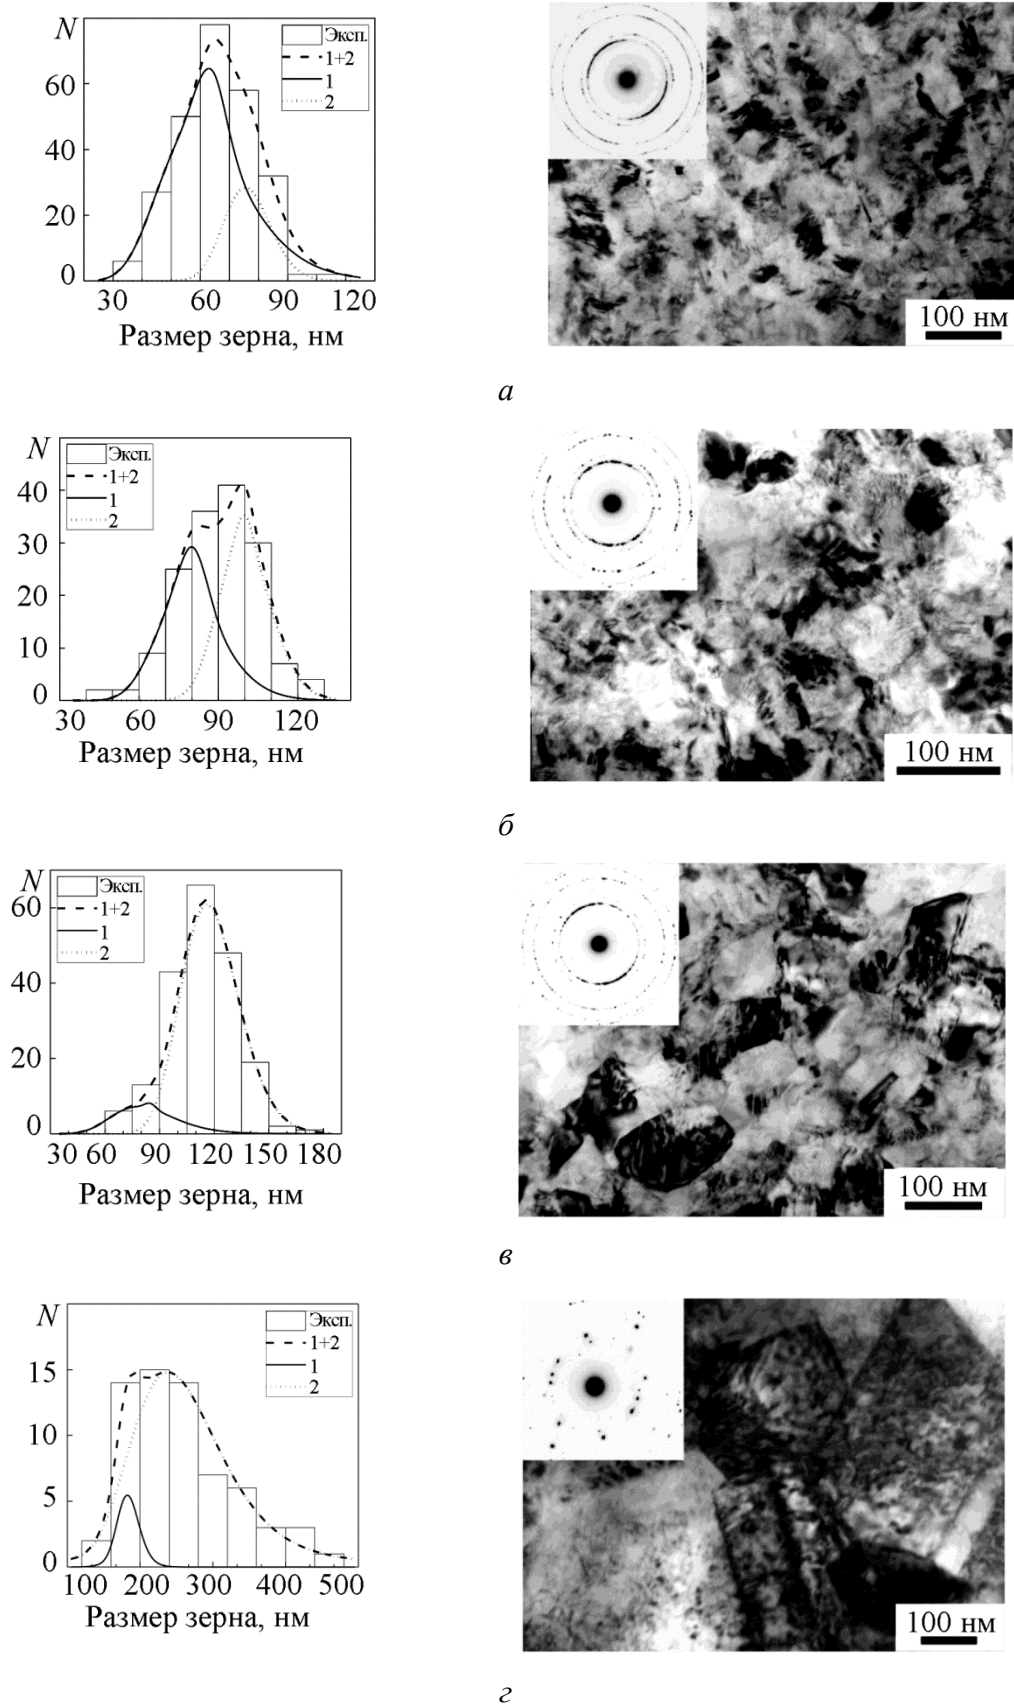 N
Эксп.
1+2
1
2
60
40
20
0
30 60 90 120
Размер зерна, нм
100 нм
а
N
Эксп.
1+2
1
2
40
30
20
10
0
30 60 90 120
Размер зерна, нм
100 нм
б
N
Эксп.
1+2
1
2
60
40
20
0
30 60 90 120 150 180
Размер зерна, нм
100 нм
в
N
Эксп.
1+2
1
2
15
10
5
0
100 200 300 400 500
Размер зерна, нм
100 нм
г